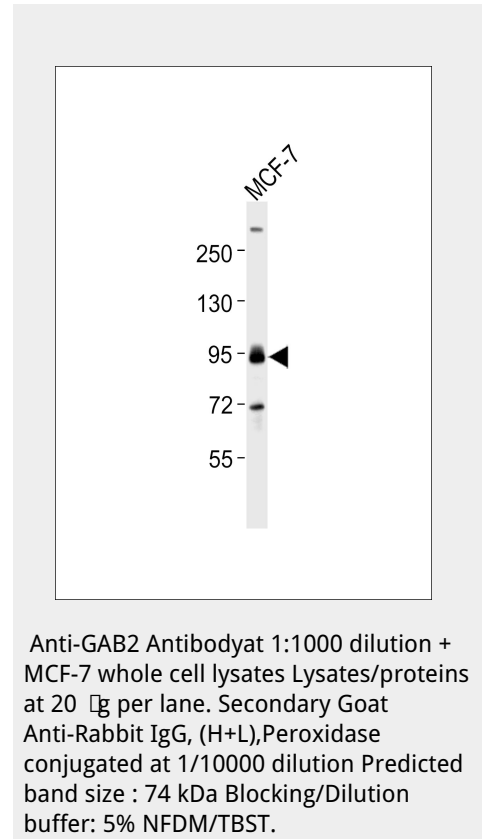 MCF-7
250
130
95
72
55
Anti-GAB2 Antibodyat 1:1000 dilution +
MCF-7 whole cell lysates Lysates/proteins
at 20 □g per lane. Secondary Goat
Anti-Rabbit IgG, (H+L),Peroxidase
conjugated at 1/10000 dilution Predicted
band size : 74 kDa Blocking/Dilution
buffer: 5% NFDM/TBST.